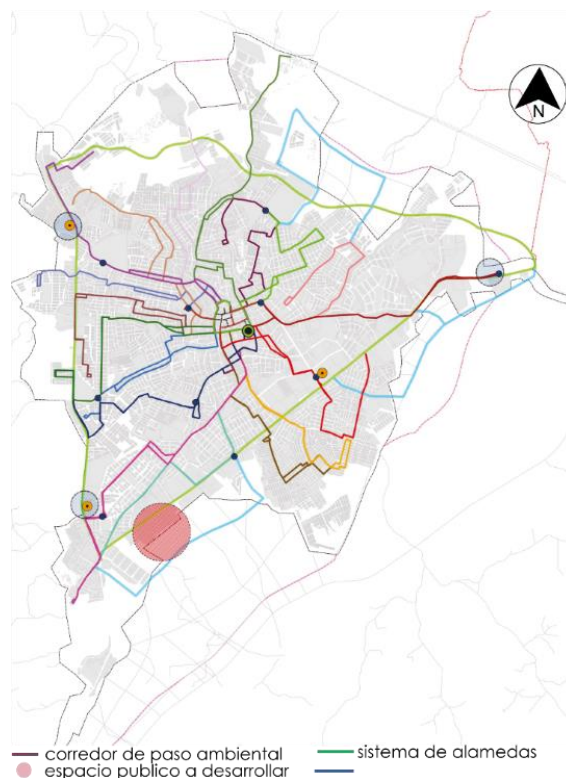 N
corredor de paso ambiental
sistema de alamedas
espacio publico a desarrollar